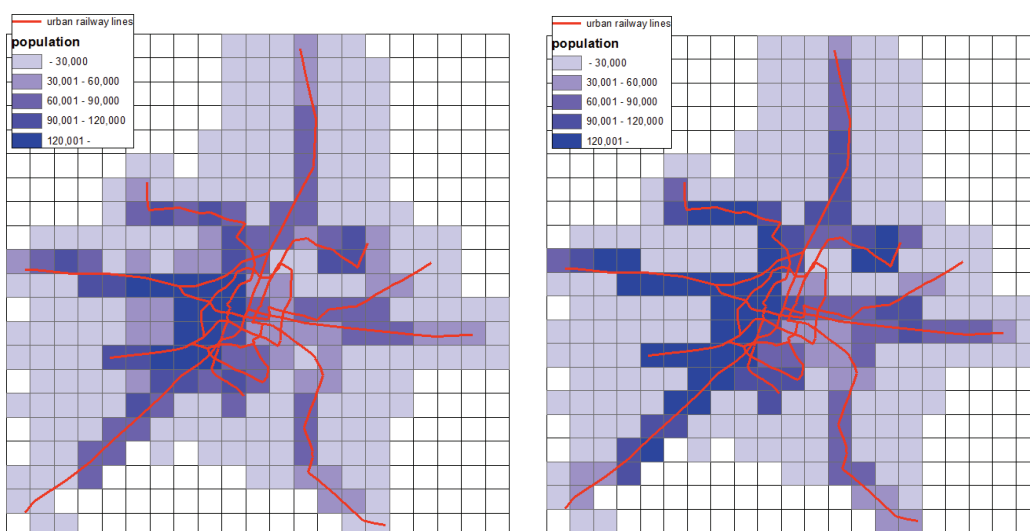 urban railway lines
population
- 30,000
30,001 - 60,000
60,001 - 90,000
90,001 - 120,000
120,001 -
urban railway lines
population
- 30,000
30,001 - 60,000
60,001 - 90,000
90,001 - 120,000
120,001 -